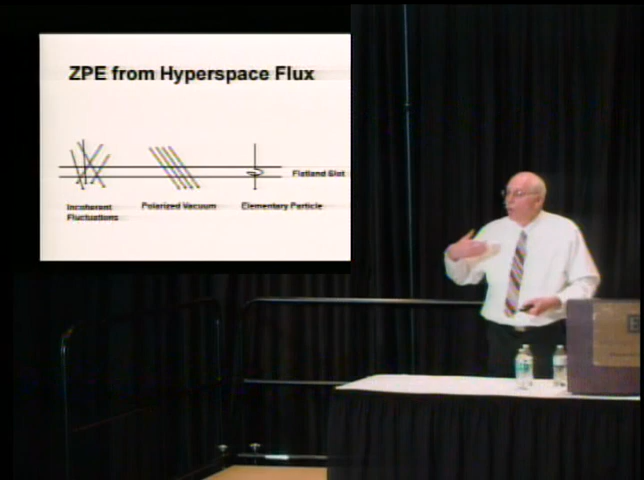 ZPE from Hyperspace Flux
Flatland Slot
Incoherent
Fluctuations
Polarized Vacuum
Elementary Particle